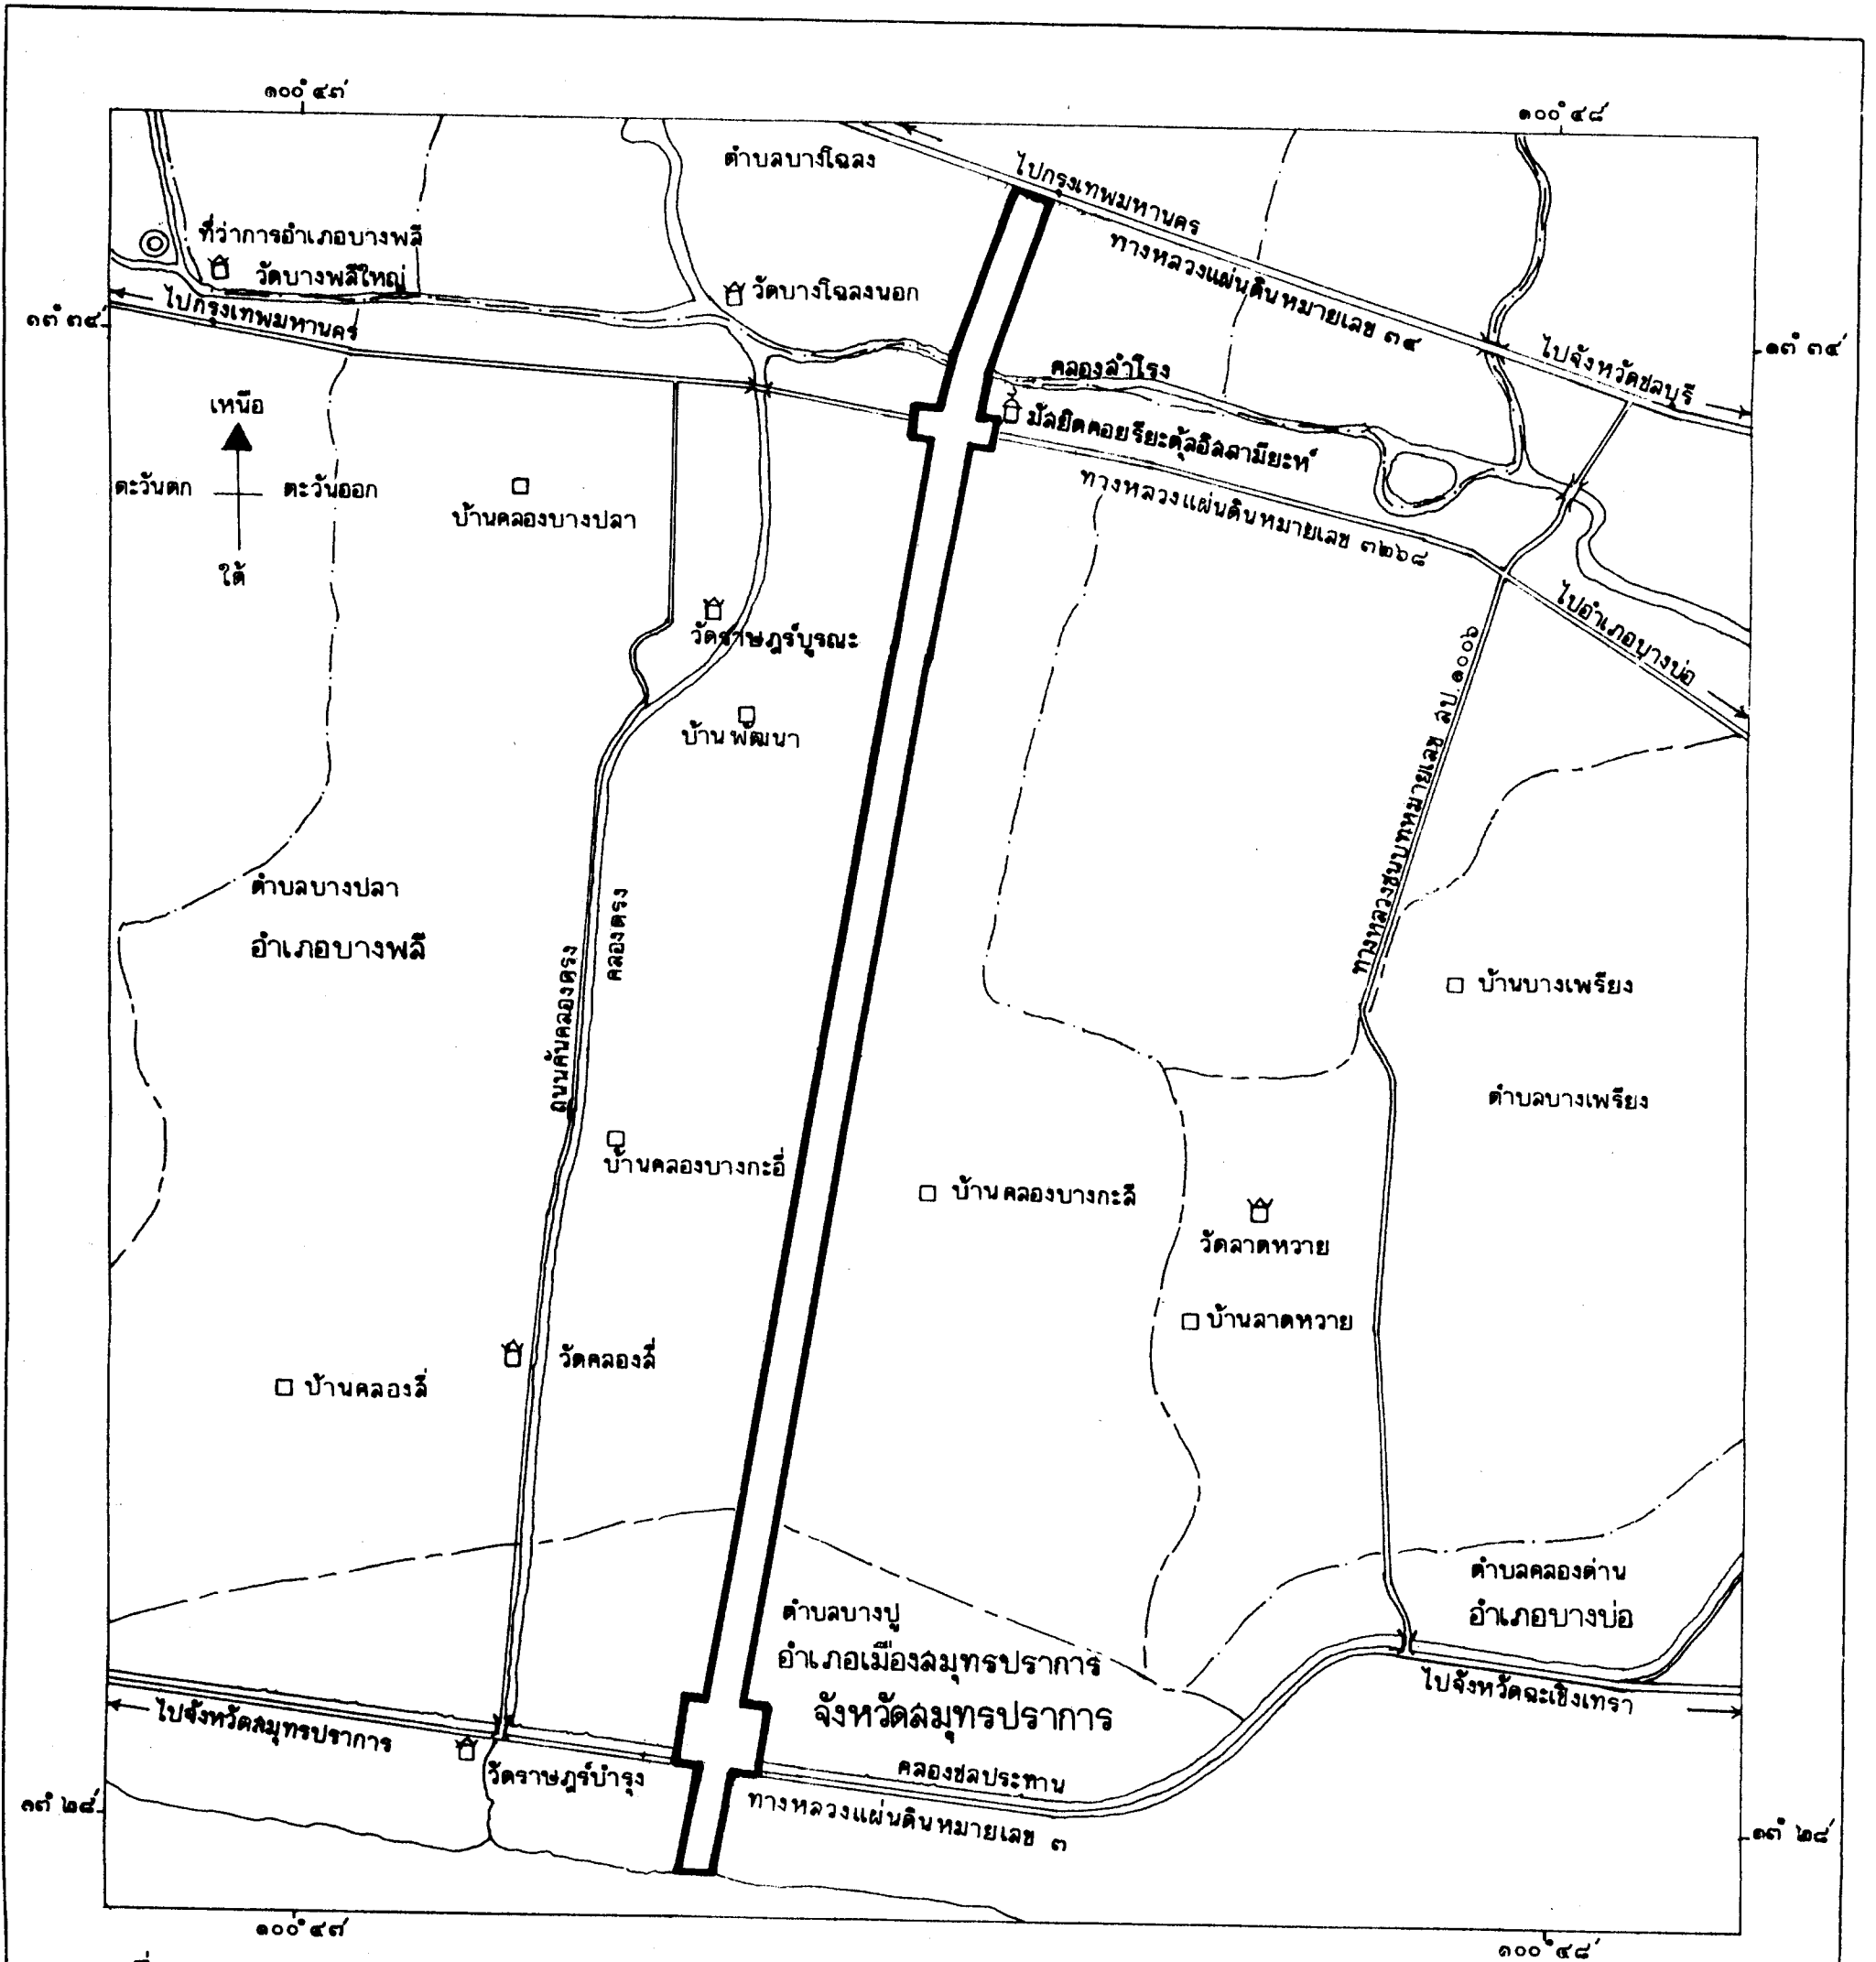 ๑๐๐° ๔๗′
๑๐๐° ๔๘′
ตำบลบางโฉลง
ไปกรุงเทพมหานคร
ที่ว่าการอำเภอบางพลี
ทางหลวงแผ่นดินหมายเลข ๓๔
วัดบางพลีใหญ่
วัดบางโฉลงนอก
ไปกรุงเทพมหานคร
๑๓° ๓๔′
๑๓° ๓๔′
ไปจังหวัดชลบุรี
คลองสำโรง
เหนือ
มัสยิดคอยรียะตุ้ลอิสลามียะห์
ตะวันตก
ตะวันออก
ใต้
บ้านคลองบางปลา
ทางหลวงแผ่นดินหมายเลข ๓๒๖๘
ไปอำเภอบางบ่อ
วัดราษฎร์บูรณะ
บ้านพัฒนา
ทางหลวงชนบทหมายเลข สป. ๑๐๐๖
ตำบลบางปลา
อำเภอบางพลี
คลองตรง
ถนนคันคลองตรง
บ้านบางเพรียง
ตำบลบางเพรียง
บ้านคลองบางกะอี่
บ้านคลองบางกะสี
วัดลาดหวาย
บ้านลาดหวาย
วัดคลองสี่
บ้านคลองสี่
ตำบลคลองด่าน
อำเภอบางบ่อ
ตำบลบางปู
อำเภอเมืองสมุทรปราการ
จังหวัดสมุทรปราการ
ไปจังหวัดฉะเชิงเทรา
ไปจังหวัดสมุทรปราการ
วัดราษฎร์บำรุง
คลองชลประทาน
ทางหลวงแผ่นดินหมายเลข ๓
๑๓° ๒๘′
๑๓° ๒๘′
๑๐๐° ๔๗′
๑๐๐° ๔๘′